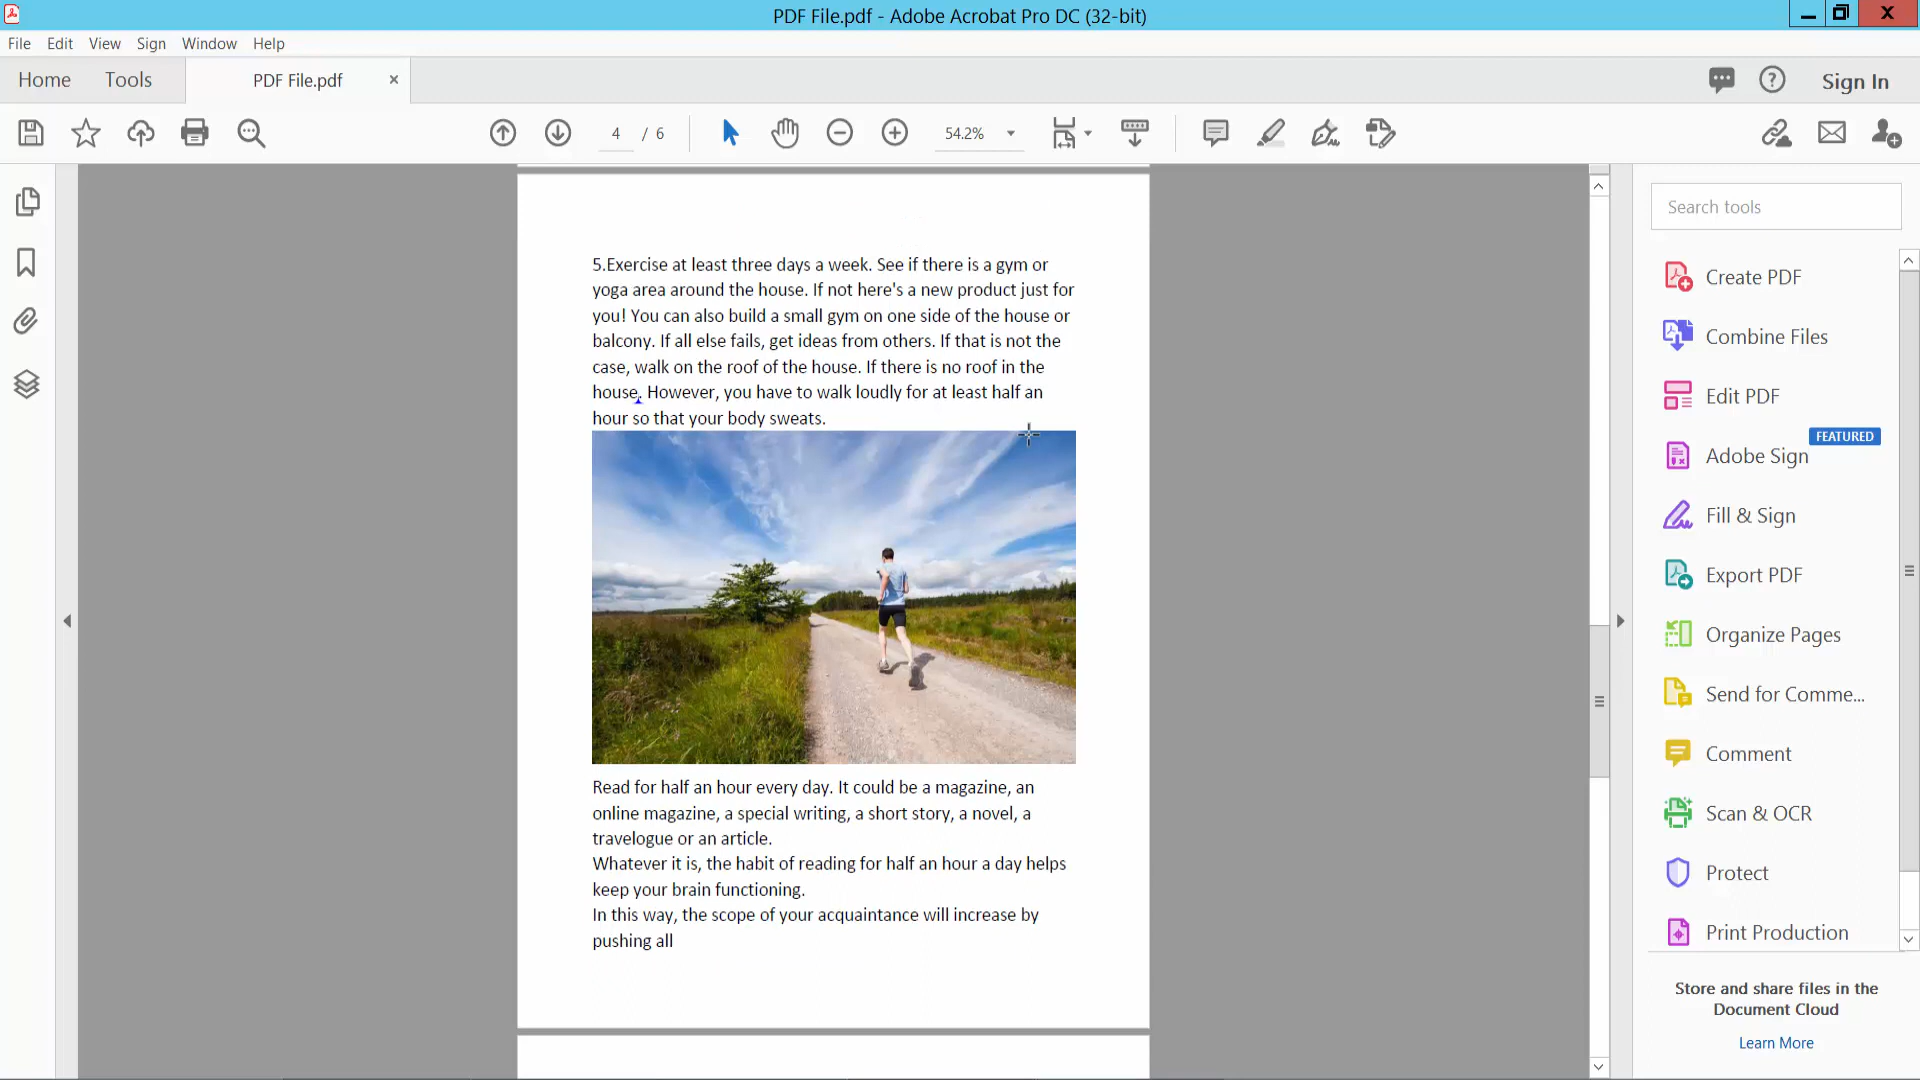 PDF File.pdf - Adobe Acrobat Pro DC (32-bit)
File Edit View Sign Window Help
Home Tools PDF File.pdf × Sign In
4 / 6 54.2%
5.Exercise at least three days a week. See if there is a gym or
yoga area around the house. If not here's a new product just for
you! You can also build a small gym on one side of the house or
balcony. If all else fails, get ideas from others. If that is not the
case, walk on the roof of the house. If there is no roof in the
house. However, you have to walk loudly for at least half an
hour so that your body sweats.
Read for half an hour every day. It could be a magazine, an
online magazine, a special writing, a short story, a novel, a
travelogue or an article.
Whatever it is, the habit of reading for half an hour a day helps
keep your brain functioning.
In this way, the scope of your acquaintance will increase by
pushing all
Search tools
Create PDF
Combine Files
Edit PDF
FEATURED
Adobe Sign
Fill & Sign
Export PDF
Organize Pages
Send for Comme...
Comment
Scan & OCR
Protect
Print Production
Store and share files in the
Document Cloud
Learn More